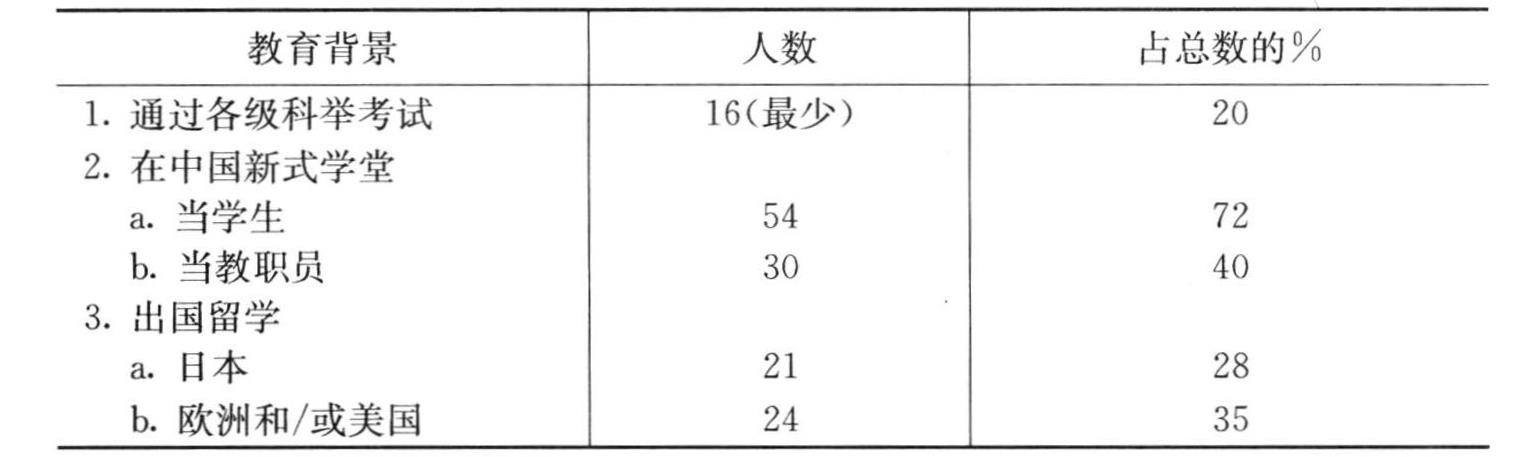 教育背景 人数 占总数的%
1. 通过各级科举考试 16(最少) 20
2. 在中国新式学堂
a. 当学生 54 72
b. 当教职员 30 40
3. 出国留学
a. 日本 21 28
b. 欧洲和/或美国 24 35